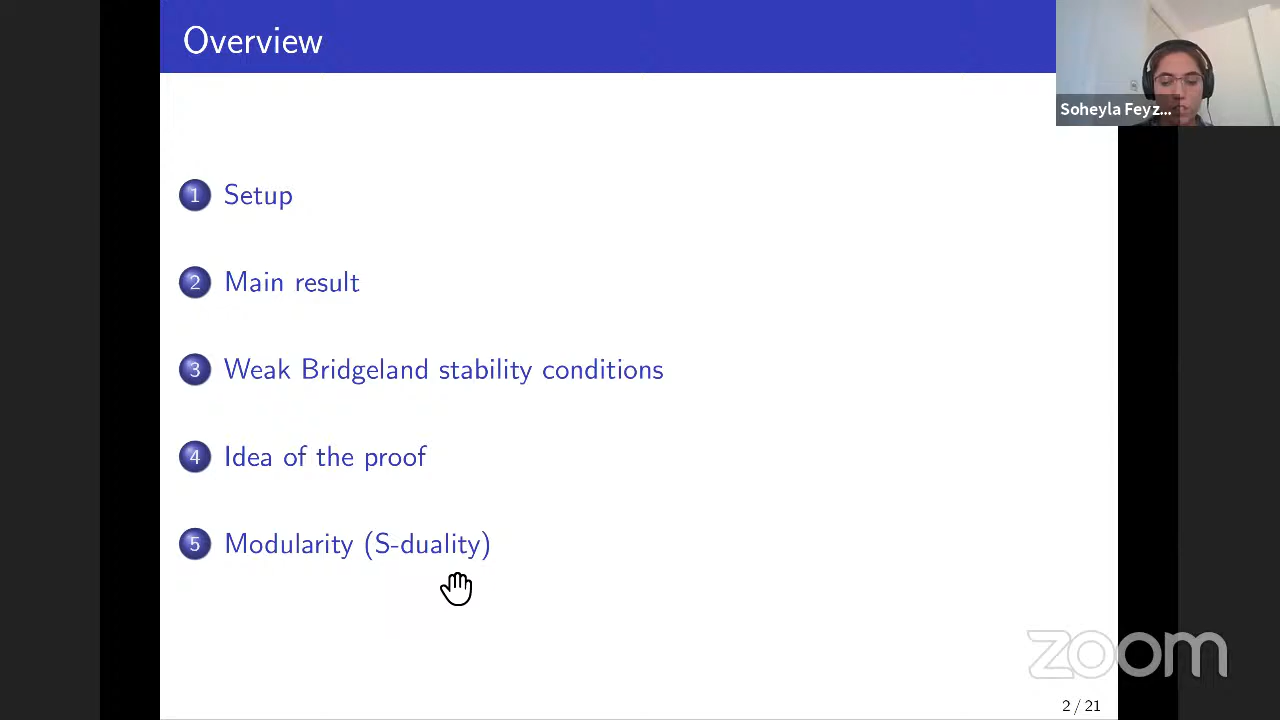 Overview
Soheyla Feyz...
1 Setup
2 Main result
3 Weak Bridgeland stability conditions
4 Idea of the proof
5 Modularity (S-duality)
zoom
2 / 21